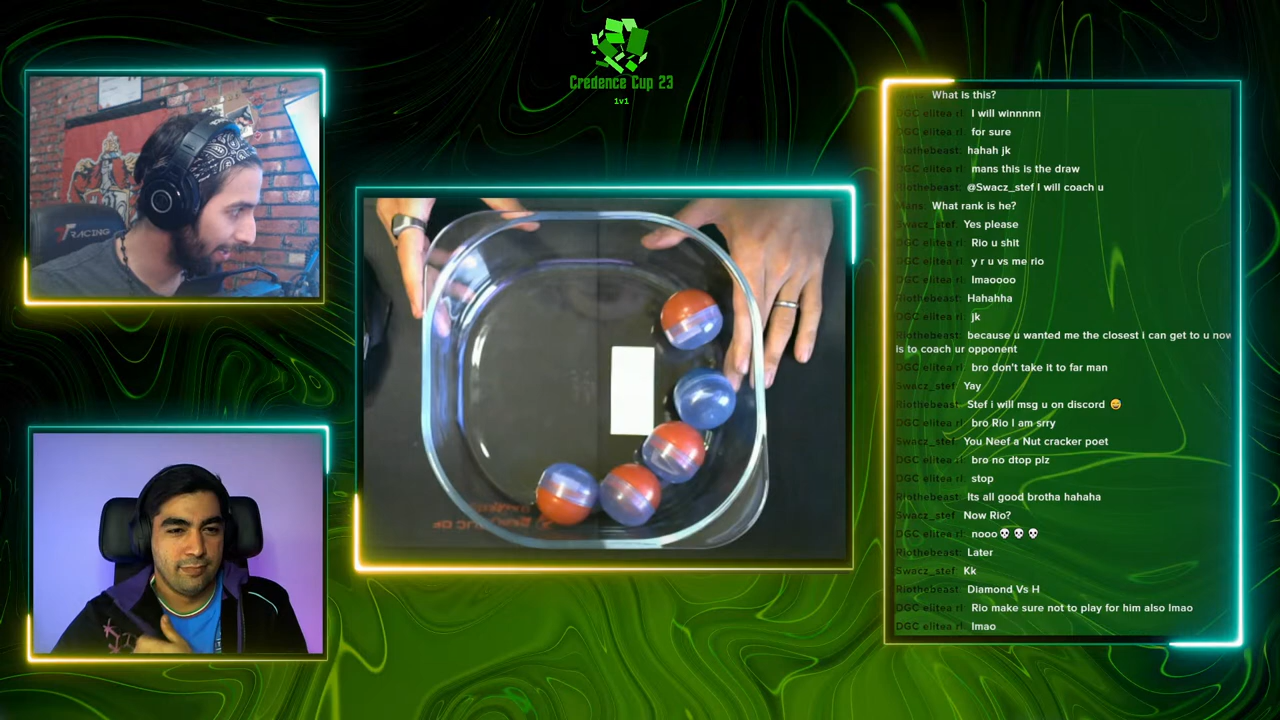 Credence Cup 23
1v1
RACING
What is this?
DGC elitea rl: I will winnnnn
DGC elitea rl: for sure
Riothebeast: hahah jk
DGC elitea rl: mans this is the draw
Riothebeast: @Swacz_stef I will coach u
Mans: What rank is he?
Swacz_stef: Yes please
DGC elitea rl: Rio u shit
DGC elitea rl: y r u vs me rio
DGC elitea rl: lmaoooo
Riothebeast: Hahahha
DGC elitea rl: jk
Riothebeast: because u wanted me the closest i can get to u now
is to coach ur opponent
DGC elitea rl: bro don't take it to far man
Swacz_stef: Yay
Riothebeast: Stef i will msg u on discord 😅
DGC elitea rl: bro Rio I am srry
Swacz_stef: You Neef a Nut cracker poet
DGC elitea rl: bro no dtop plz
DGC elitea rl: stop
Riothebeast: Its all good brotha hahaha
Swacz_stef: Now Rio?
DGC elitea rl: nooo💀💀💀
Riothebeast: Later
Swacz_stef: Kk
Riothebeast: Diamond Vs H
DGC elitea rl: Rio make sure not to play for him also lmao
DGC elitea rl: lmao